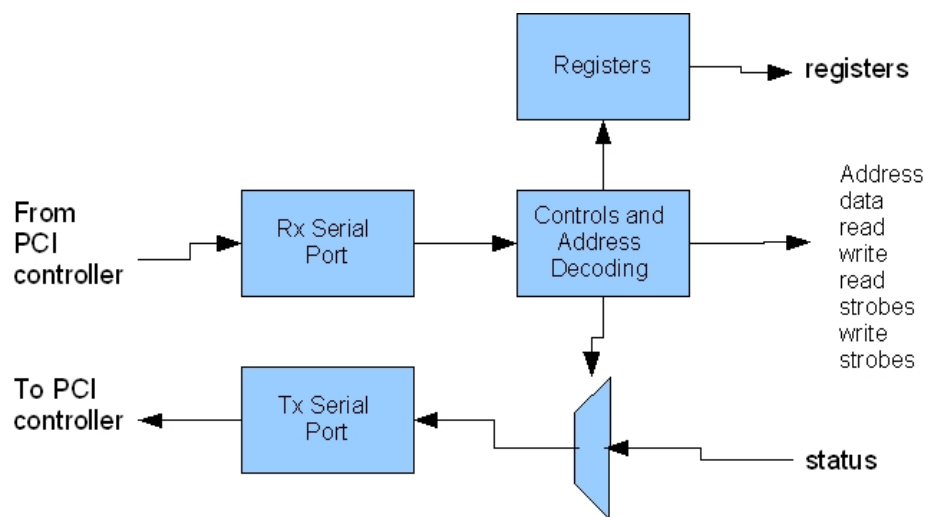 Registers
registers
From
PCI
controller
Rx Serial
Port
Controls and
Address
Decoding
Address
data
read
write
read
strobes
write
strobes
To PCI
controller
Tx Serial
Port
status